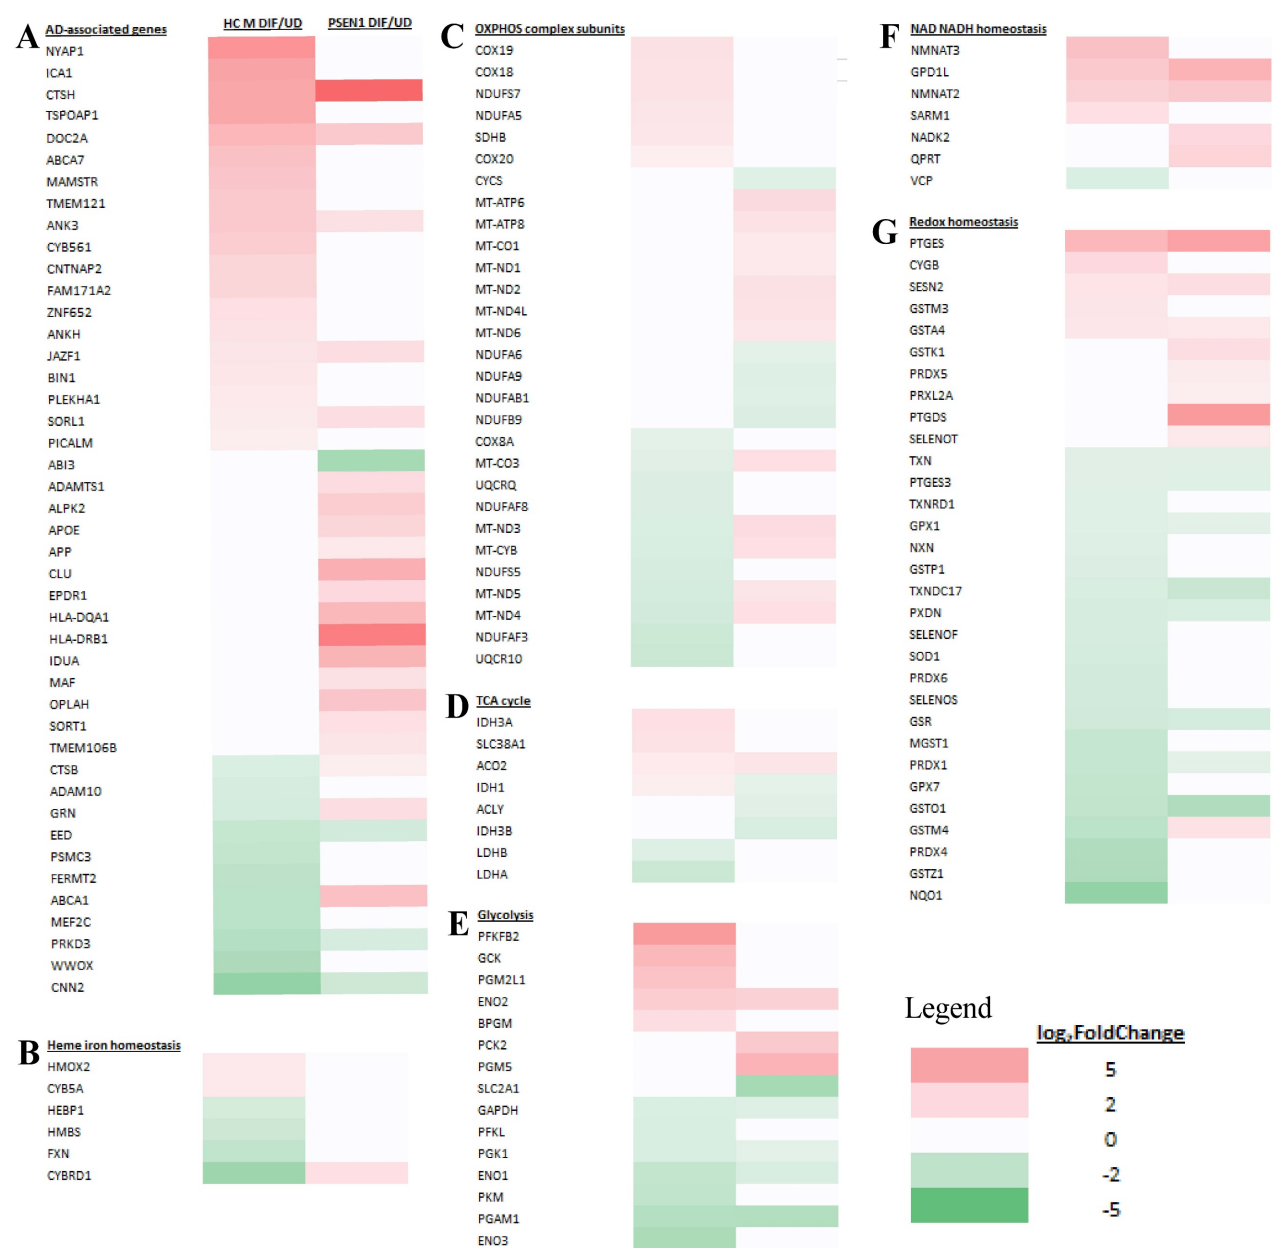 A AD-associated genes HC M DIF/UD PSEN1 DIF/UD
NYAP1
ICA1
CTSH
TSPOAP1
DOC2A
ABCA7
MAMSTR
TMEM121
ANK3
CYB561
CNTNAP2
FAM171A2
ZNF652
ANKH
JAZF1
BIN1
PLEKHA1
SORL1
PICALM
ABI3
ADAMTS1
ALPK2
APOE
APP
CLU
EPDR1
HLA-DQA1
HLA-DRB1
IDUA
MAF
OPLAH
SORT1
TMEM106B
CTSB
ADAM10
GRN
EED
PSMC3
FERMT2
ABCA1
MEF2C
PRKD3
WWOX
CNN2
B Heme iron homeostasis
HMOX2
CYB5A
HEBP1
HMBS
FXN
CYBRD1
C OXPHOS complex subunits
COX19
COX18
NDUFS7
NDUFA5
SDHB
COX20
CYCS
MT-ATP6
MT-ATP8
MT-CO1
MT-ND1
MT-ND2
MT-ND4L
MT-ND6
NDUFA6
NDUFA9
NDUFAB1
NDUFB9
COX8A
MT-CO3
UQCRQ
NDUFAF8
MT-ND3
MT-CYB
NDUFS5
MT-ND5
MT-ND4
NDUFAF3
UQCR10
D TCA cycle
IDH3A
SLC38A1
ACO2
IDH1
ACLY
IDH3B
LDHB
LDHA
E Glycolysis
PFKFB2
GCK
PGM2L1
ENO2
BPGM
PCK2
PGM5
SLC2A1
GAPDH
PFKL
PGK1
ENO1
PKM
PGAM1
ENO3
F NAD NADH homeostasis
NMNAT3
GPD1L
NMNAT2
SARM1
NADK2
QPRT
VCP
G Redox homeostasis
PTGES
CYGB
SESN2
GSTM3
GSTA4
GSTK1
PRDX5
PRXL2A
PTGDS
SELENOT
TXN
PTGES3
TXNRD1
GPX1
NXN
GSTP1
TXNDC17
PXDN
SELENOF
SOD1
PRDX6
SELENOS
GSR
MGST1
PRDX1
GPX7
GSTO1
GSTM4
PRDX4
GSTZ1
NQO1
Legend
log₂FoldChange
5
2
0
-2
-5